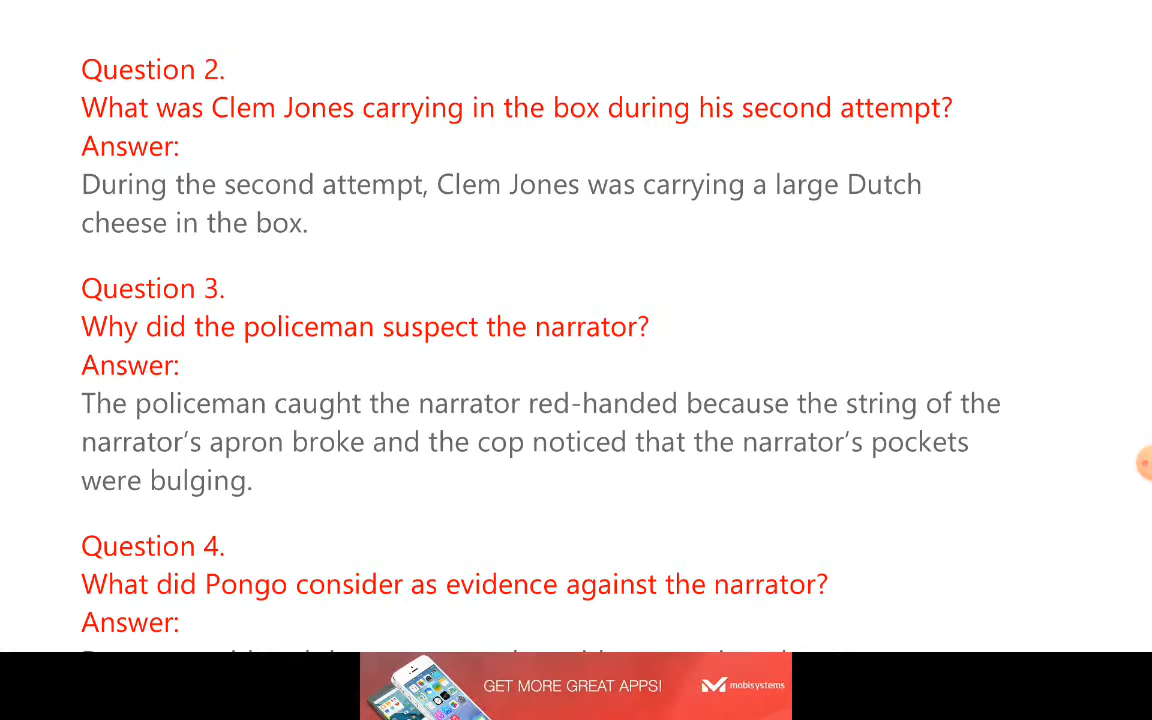 Question 2.
What was Clem Jones carrying in the box during his second attempt?
Answer:
During the second attempt, Clem Jones was carrying a large Dutch
cheese in the box.
Question 3.
Why did the policeman suspect the narrator?
Answer:
The policeman caught the narrator red-handed because the string of the
narrator’s apron broke and the cop noticed that the narrator’s pockets
were bulging.
Question 4.
What did Pongo consider as evidence against the narrator?
Answer:
GET MORE GREAT APPS!
mobisystems